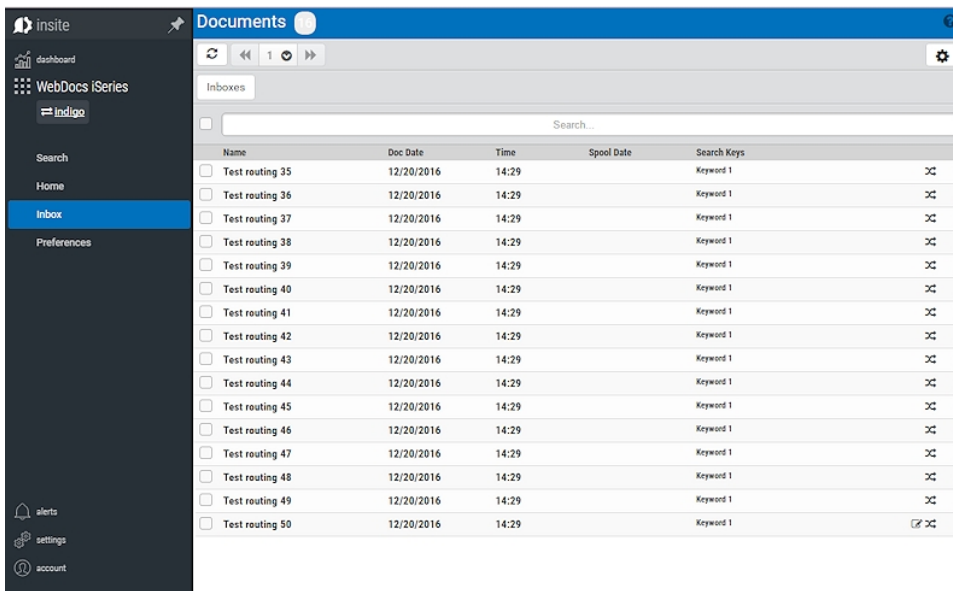 insite
Documents 16
dashboard
1
WebDocs iSeries
Inboxes
indigo
Search...
Search
Home
Inbox
Preferences
Name Doc Date Time Spool Date Search Keys
Test routing 35 12/20/2016 14:29 Keyword 1
Test routing 36 12/20/2016 14:29 Keyword 1
Test routing 37 12/20/2016 14:29 Keyword 1
Test routing 38 12/20/2016 14:29 Keyword 1
Test routing 39 12/20/2016 14:29 Keyword 1
Test routing 40 12/20/2016 14:29 Keyword 1
Test routing 41 12/20/2016 14:29 Keyword 1
Test routing 42 12/20/2016 14:29 Keyword 1
Test routing 43 12/20/2016 14:29 Keyword 1
Test routing 44 12/20/2016 14:29 Keyword 1
Test routing 45 12/20/2016 14:29 Keyword 1
Test routing 46 12/20/2016 14:29 Keyword 1
Test routing 47 12/20/2016 14:29 Keyword 1
Test routing 48 12/20/2016 14:29 Keyword 1
Test routing 49 12/20/2016 14:29 Keyword 1
Test routing 50 12/20/2016 14:29 Keyword 1
alerts
settings
account